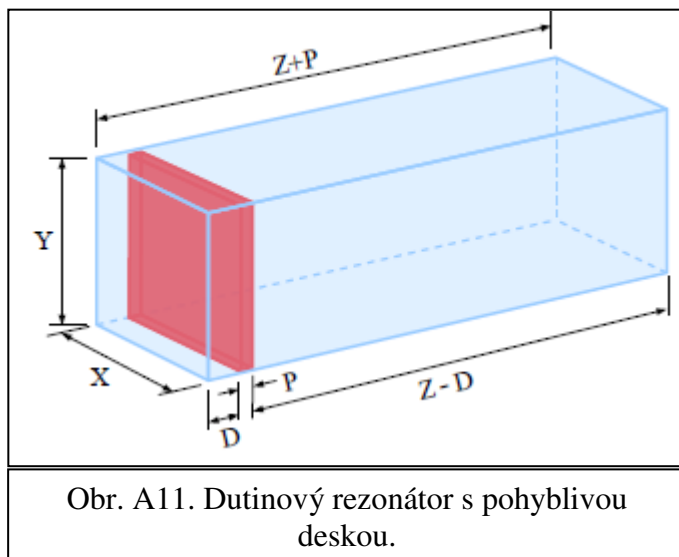 Z+P
Y
X
P
D
Z - D
Obr. A11. Dutinový rezonátor s pohyblivou
deskou.